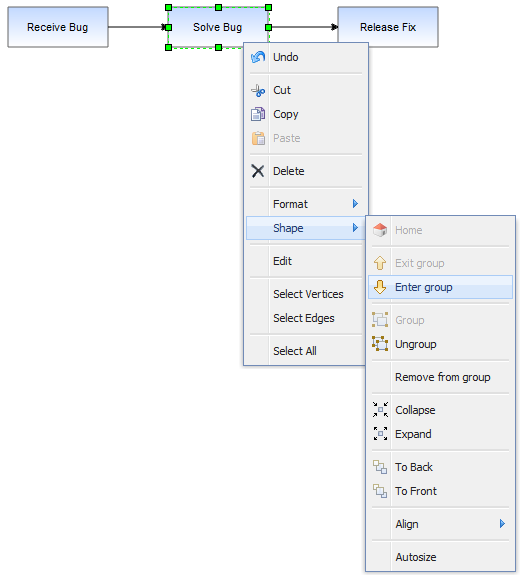 Receive Bug
Solve Bug
Release Fix
Undo
Cut
Copy
Paste
Delete
Format
Shape
Edit
Select Vertices
Select Edges
Select All
Home
Exit group
Enter group
Group
Ungroup
Remove from group
Collapse
Expand
To Back
To Front
Align
Autosize